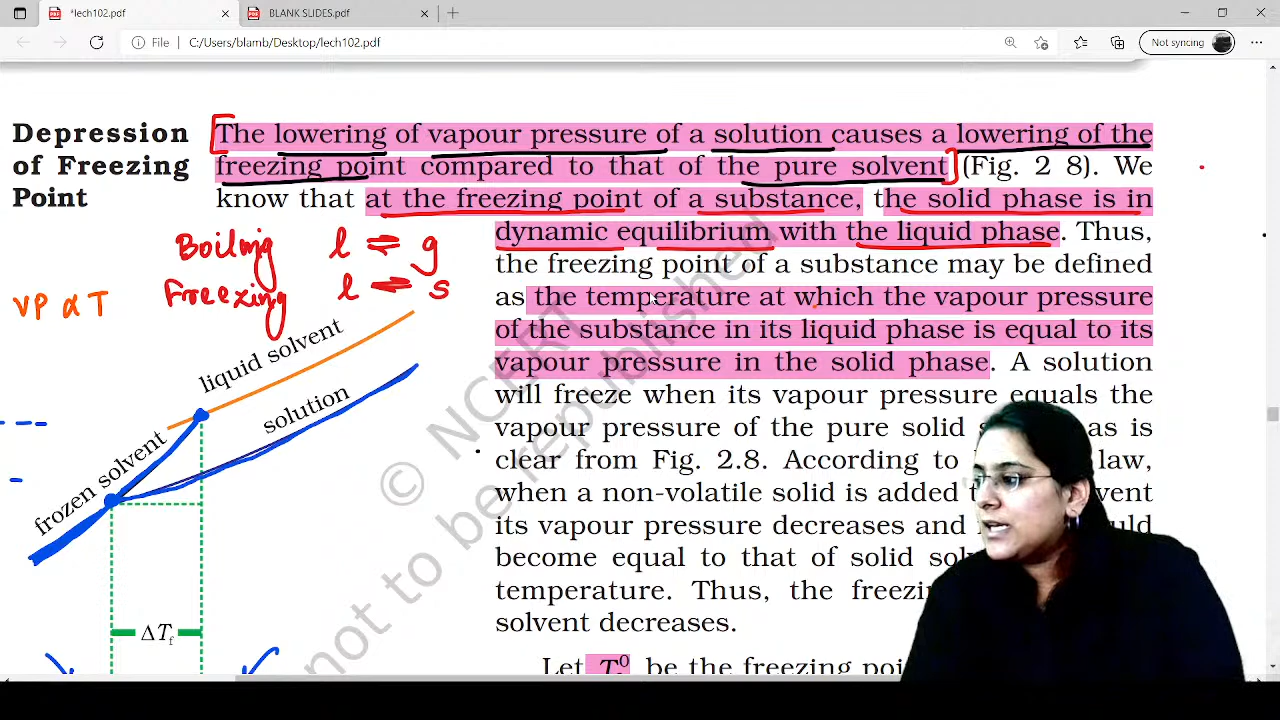 *lech102.pdf
BLANK SLIDES.pdf
File C:/Users/blamb/Desktop/lech102.pdf
Not syncing
Depression
of Freezing
Point
The lowering of vapour pressure of a solution causes a lowering of the
freezing point compared to that of the pure solvent (Fig. 2 8). We
know that at the freezing point of a substance, the solid phase is in
dynamic equilibrium with the liquid phase. Thus,
the freezing point of a substance may be defined
as the temperature at which the vapour pressure
of the substance in its liquid phase is equal to its
vapour pressure in the solid phase. A solution
will freeze when its vapour pressure equals the
vapour pressure of the pure solid as is
clear from Fig. 2.8. According to law,
when a non-volatile solid is added
its vapour pressure decreases and
become equal to that of solid
temperature. Thus, the
solvent decreases.
Let T⁰ be the freezing
Boiling l ⇌ g
Freezing l ⇌ s
VP α T
liquid solvent
solution
frozen solvent
ΔTf
© NCERT
not to be republished